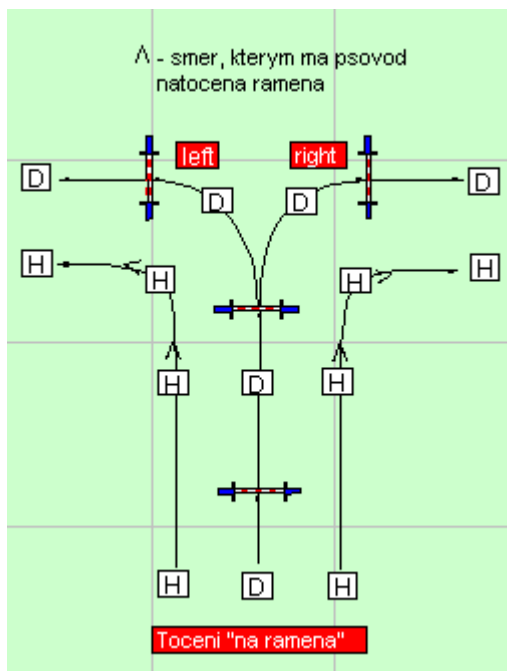 Λ - smer, kterym ma psovod
natocena ramena
left right
D D D D
H H H H
H D H
H D H
Toceni "na ramena"